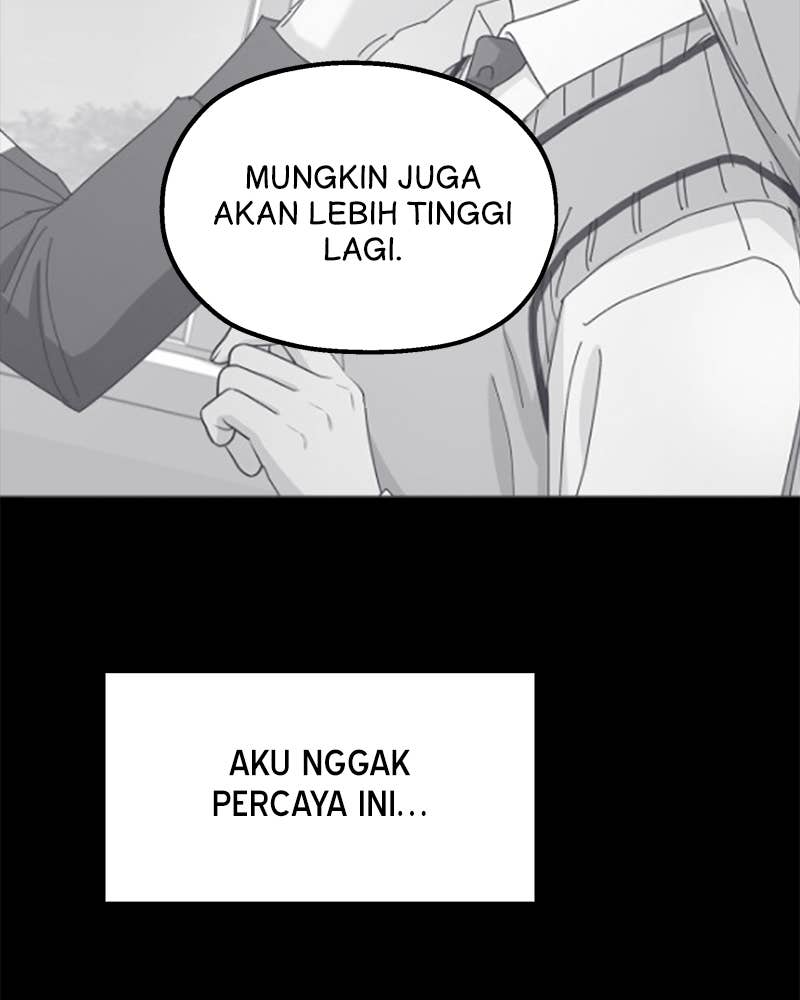 MUNGKIN JUGA
AKAN LEBIH TINGGI
LAGI.
AKU NGGAK
PERCAYA INI...